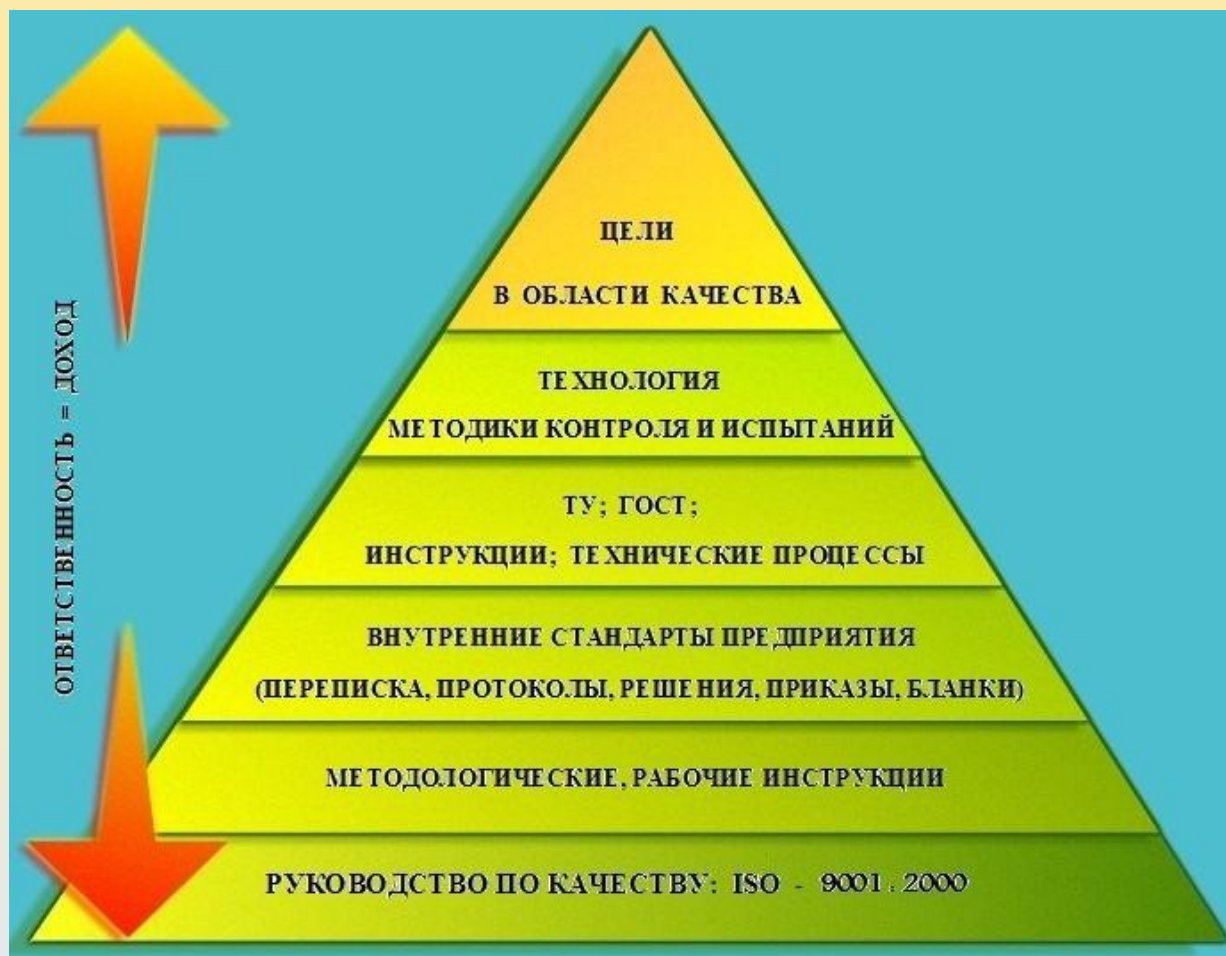 ЦЕЛИ
В ОБЛАСТИ КАЧЕСТВА
ТЕХНОЛОГИЯ
МЕТОДИКИ КОНТРОЛЯ И ИСПЫТАНИЙ
ТУ; ГОСТ;
ИНСТРУКЦИИ; ТЕХНИЧЕСКИЕ ПРОЦЕССЫ
ВНУТРЕННИЕ СТАНДАРТЫ ПРЕДПРИЯТИЯ
(ПЕРЕПИСКА, ПРОТОКОЛЫ, РЕШЕНИЯ, ПРИКАЗЫ, БЛАНКИ)
МЕТОДОЛОГИЧЕСКИЕ, РАБОЧИЕ ИНСТРУКЦИИ
РУКОВОДСТВО ПО КАЧЕСТВУ: ISO - 9001 : 2000
ОТВЕТСТВЕННОСТЬ = ДОХОД